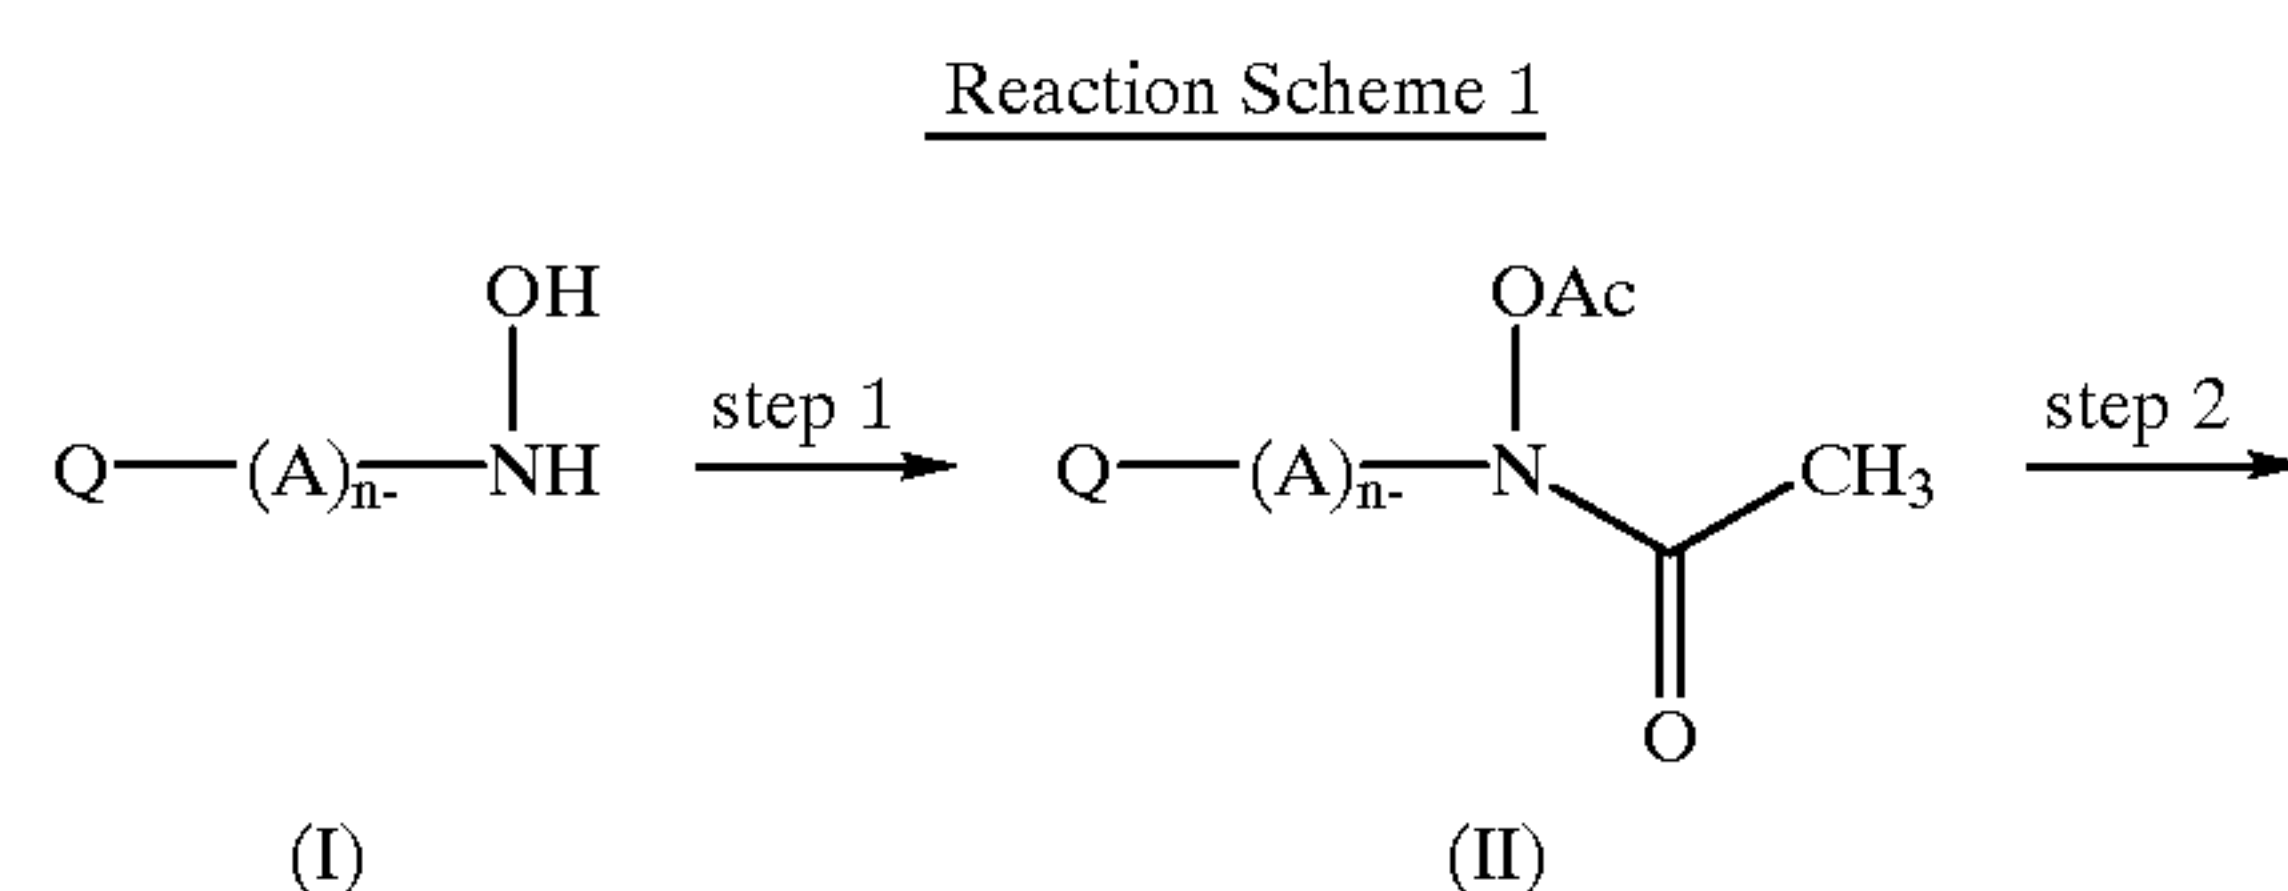 Reaction Scheme 1
OH
Q—(A)n-—NH
step 1
OAc
Q—(A)n-—N
CH3
O
step 2
(I)
(II)